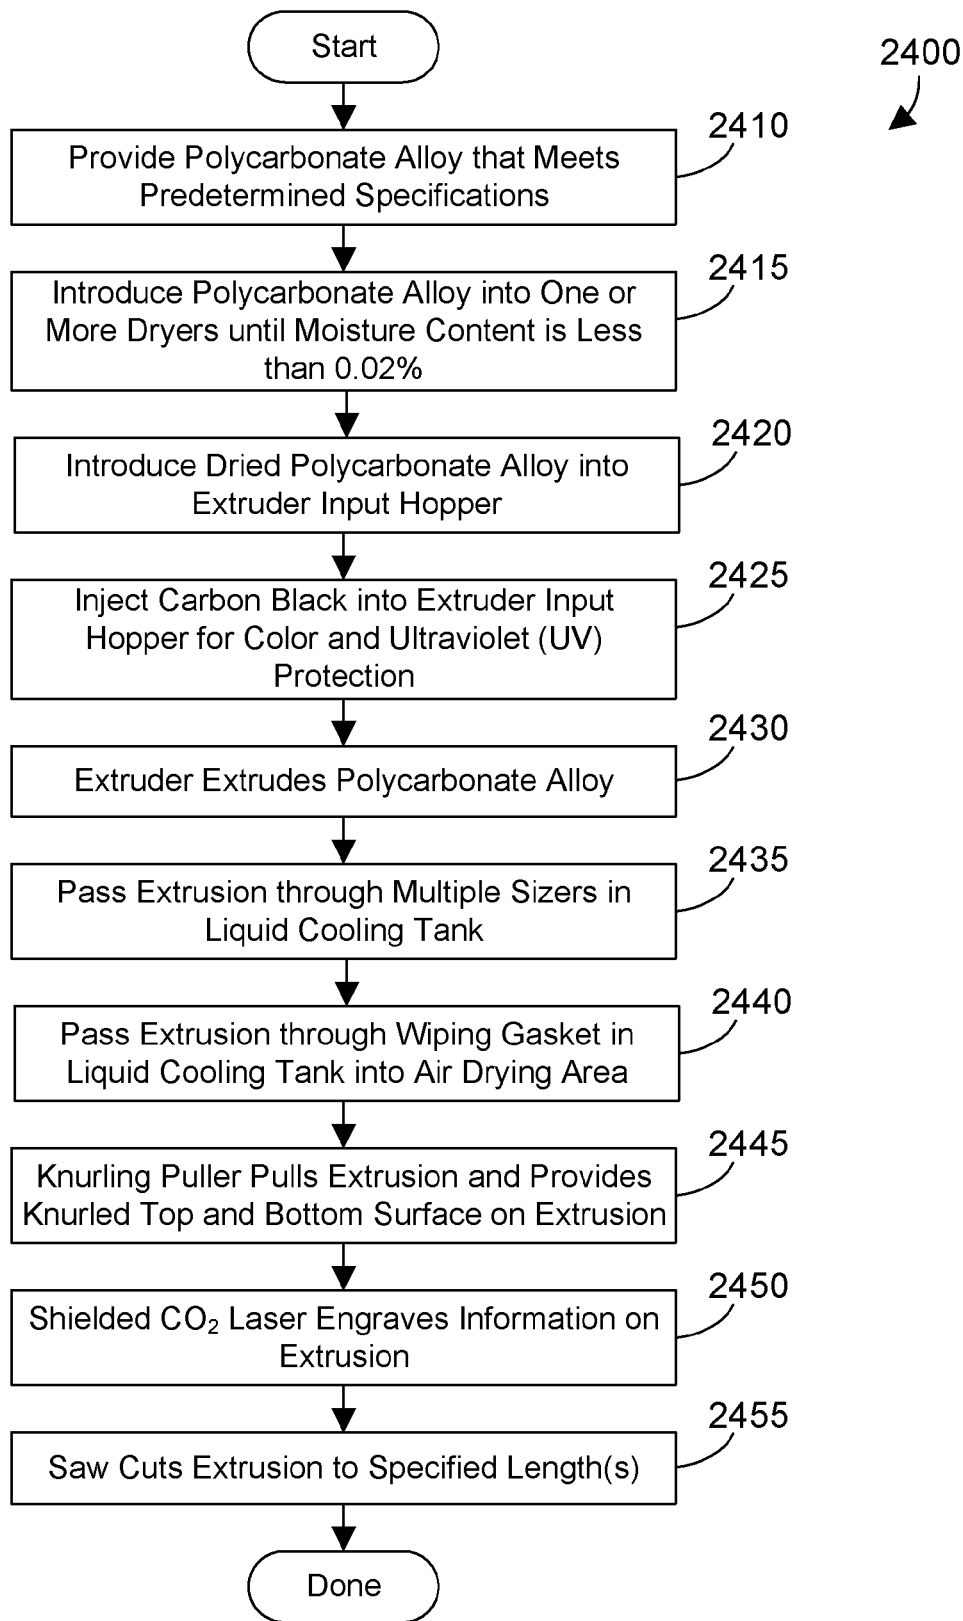 Start
2400
2410
Provide Polycarbonate Alloy that Meets
Predetermined Specifications
2415
Introduce Polycarbonate Alloy into One or
More Dryers until Moisture Content is Less
than 0.02%
2420
Introduce Dried Polycarbonate Alloy into
Extruder Input Hopper
2425
Inject Carbon Black into Extruder Input
Hopper for Color and Ultraviolet (UV)
Protection
2430
Extruder Extrudes Polycarbonate Alloy
2435
Pass Extrusion through Multiple Sizers in
Liquid Cooling Tank
2440
Pass Extrusion through Wiping Gasket in
Liquid Cooling Tank into Air Drying Area
2445
Knurling Puller Pulls Extrusion and Provides
Knurled Top and Bottom Surface on Extrusion
2450
Shielded CO₂ Laser Engraves Information on
Extrusion
2455
Saw Cuts Extrusion to Specified Length(s)
Done